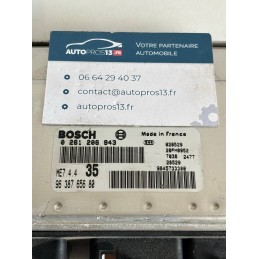 AUTOPROS13.FR
VOTRE PARTENAIRE
AUTOMOBILE
06 64 29 40 37
contact@autopros13.fr
autopros13.fr
BOSCH
Made in France
0 261 206 943
ME7.4.4 35
96 387 656 80